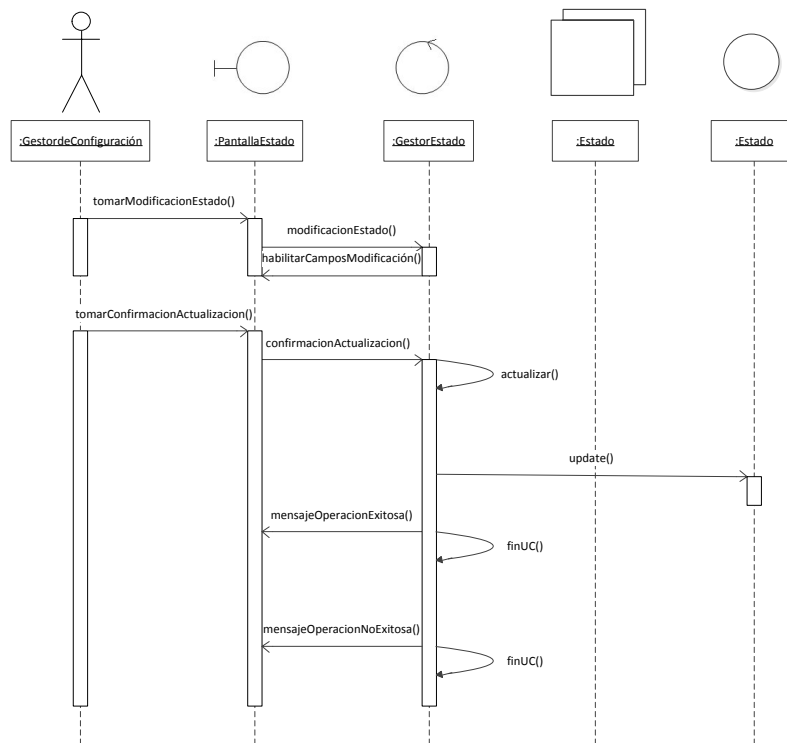 :GestordeConfiguración
:PantallaEstado
:GestorEstado
:Estado
:Estado
tomarModificacionEstado()
modificacionEstado()
habilitarCamposModificación()
tomarConfirmacionActualizacion()
confirmacionActualizacion()
actualizar()
update()
mensajeOperacionExitosa()
finUC()
mensajeOperacionNoExitosa()
finUC()